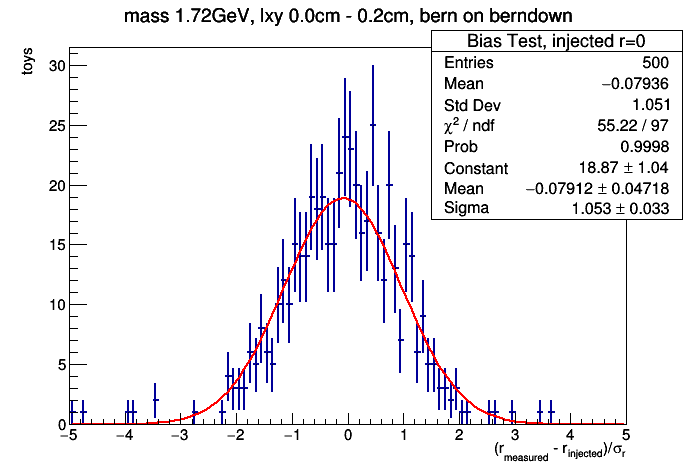 mass 1.72GeV, lxy 0.0cm - 0.2cm, bern on berndown
Bias Test, injected r=0
Entries 500
Mean −0.07936
Std Dev 1.051
χ² / ndf 55.22 / 97
Prob 0.9998
Constant 18.87 ± 1.04
Mean −0.07912 ± 0.04718
Sigma 1.053 ± 0.033
toys
30
25
20
15
10
5
0
−5 −4 −3 −2 −1 0 1 2 3 4 5
(r_measured - r_injected)/σ_r